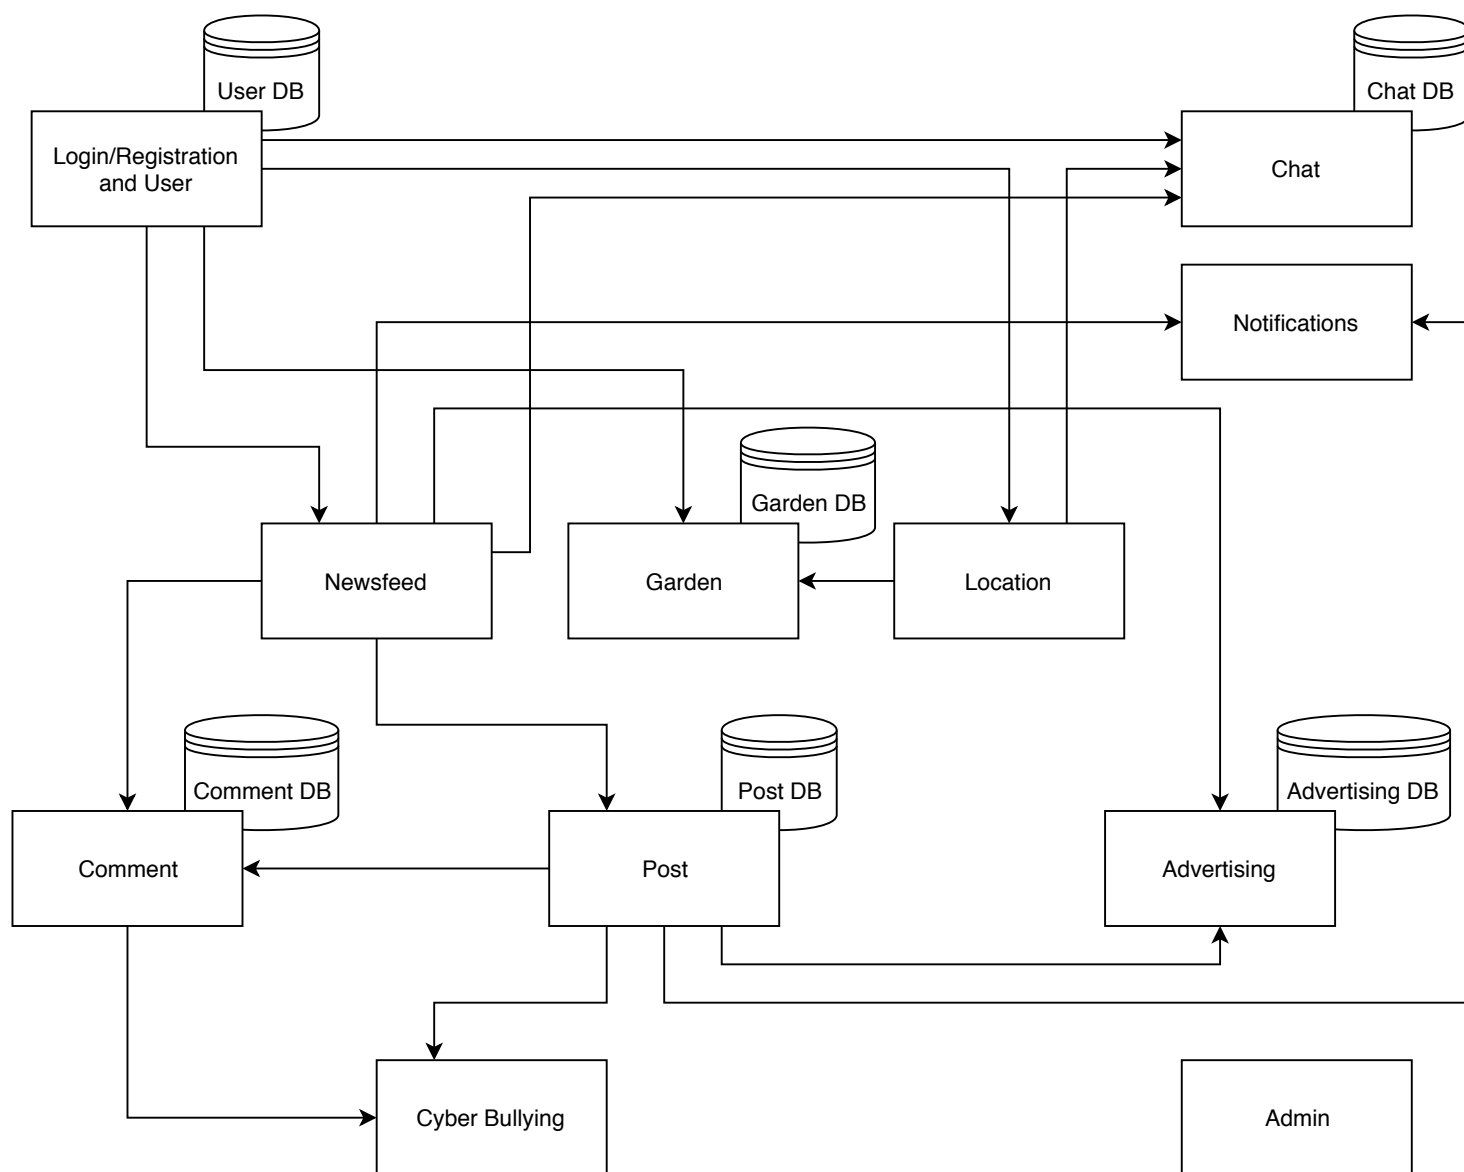 User DB
Chat DB
Login/Registration
and User
Chat
Notifications
Garden DB
Newsfeed
Garden
Location
Comment DB
Post DB
Advertising DB
Comment
Post
Advertising
Cyber Bullying
Admin